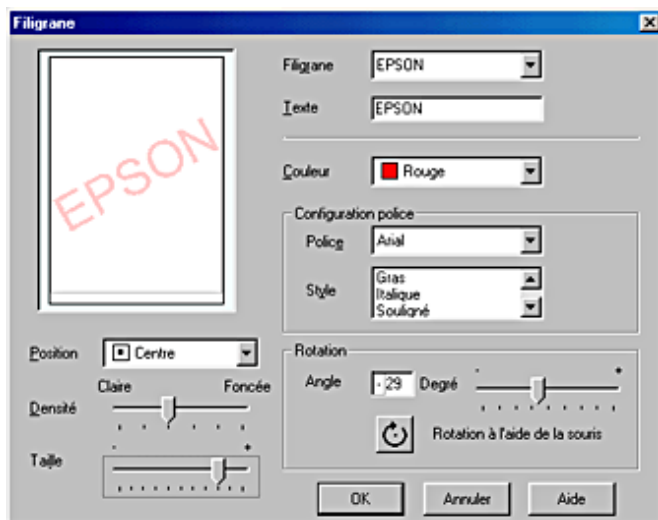 Filigrane
EPSON
Filigrane EPSON
Texte EPSON
Couleur Rouge
Configuration police
Police Arial
Style Gras
Italique
Souligné
Position Centre
Claire Foncée
Densité
Taille - +
Rotation
Angle -29 Degré - +
Rotation à l'aide de la souris
OK Annuler Aide